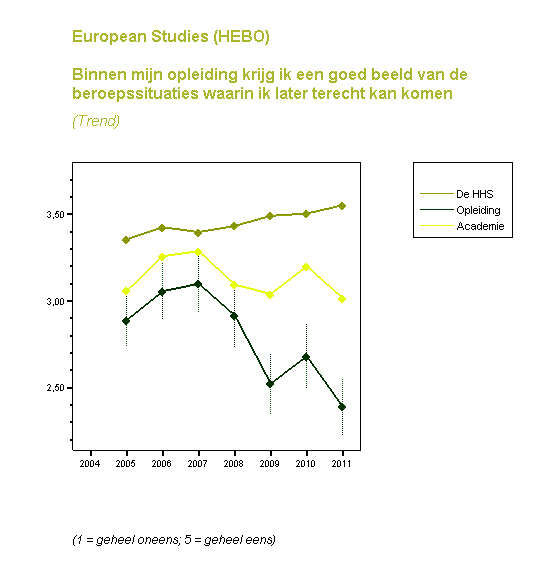 European Studies (HEBO)
Binnen mijn opleiding krijg ik een goed beeld van de
beroepssituaties waarin ik later terecht kan komen
(Trend)
De HHS
Opleiding
Academie
3,50
3,00
2,50
2004 2005 2006 2007 2008 2009 2010 2011
(1 = geheel oneens; 5 = geheel eens)